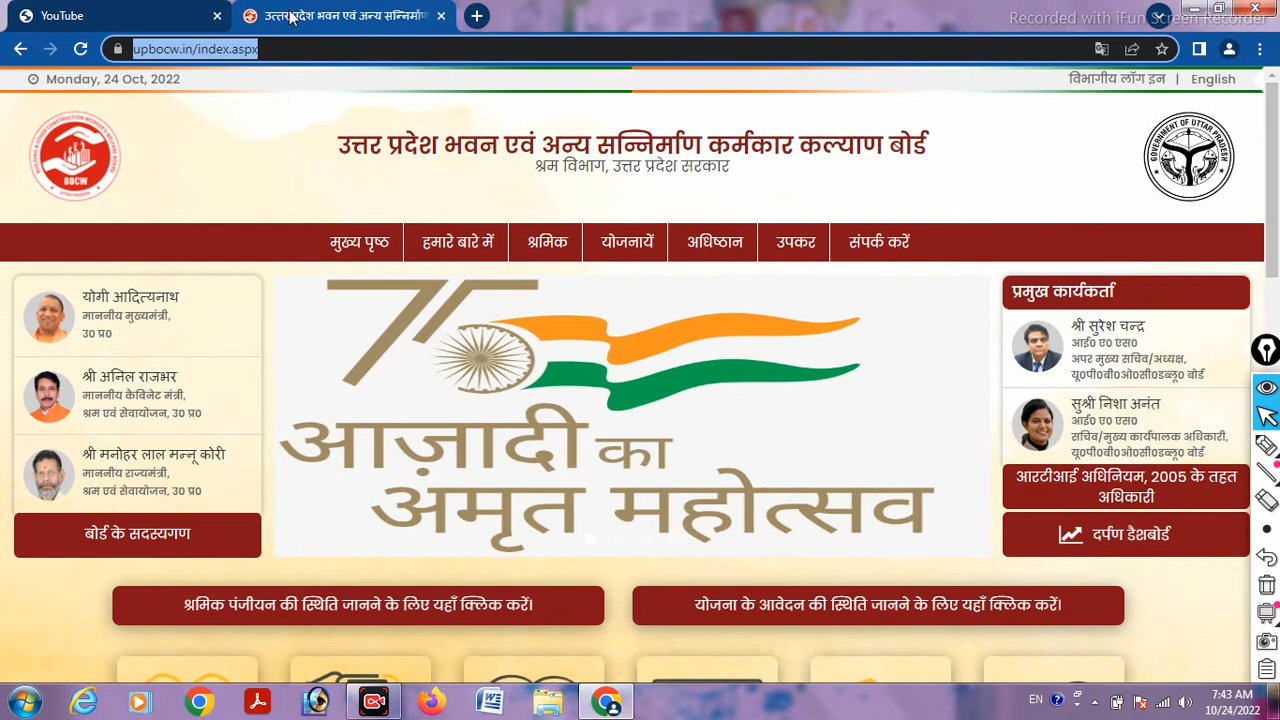 YouTube
उत्तर प्रदेश भवन एवं अन्य सन्निर्माण
Recorded with iFun Screen Recorder
upbocw.in/index.aspx
Monday, 24 Oct, 2022
विभागीय लॉग इन | English
BOCW
GOVERNMENT OF UTTAR PRADESH
उत्तर प्रदेश भवन एवं अन्य सन्निर्माण कर्मकार कल्याण बोर्ड
श्रम विभाग, उत्तर प्रदेश सरकार
मुख्य पृष्ठ
हमारे बारे में
श्रमिक
योजनायें
अधिष्ठान
उपकर
संपर्क करें
योगी आदित्यनाथ
माननीय मुख्यमंत्री,
उ0 प्र0
श्री अनिल राजभर
माननीय कैविनेट मंत्री,
श्रम एवं सेवायोजन, उ0 प्र0
श्री मनोहर लाल मन्नू कोरी
माननीय राज्यमंत्री,
श्रम एवं सेवायोजन, उ0 प्र0
बोर्ड के सदस्यगण
75
आज़ादी का
अमृत महोत्सव
प्रमुख कार्यकर्ता
श्री सुरेश चन्द्र
आई0 ए0 एस0
अपर मुख्य सचिव/अध्यक्ष,
यू0पी0बी0ओ0सी0डब्लू0 बोर्ड
सुश्री निशा अनंत
आई0 ए0 एस0
सचिव/मुख्य कार्यपालक अधिकारी,
यू0पी0बी0ओ0सी0डब्लू0 बोर्ड
आरटीआई अधिनियम, 2005 के तहत
अधिकारी
दर्पण डैशबोर्ड
श्रमिक पंजीयन की स्थिति जानने के लिए यहाँ क्लिक करें।
योजना के आवेदन की स्थिति जानने के लिए यहाँ क्लिक करें।
EN
7:43 AM
10/24/2022